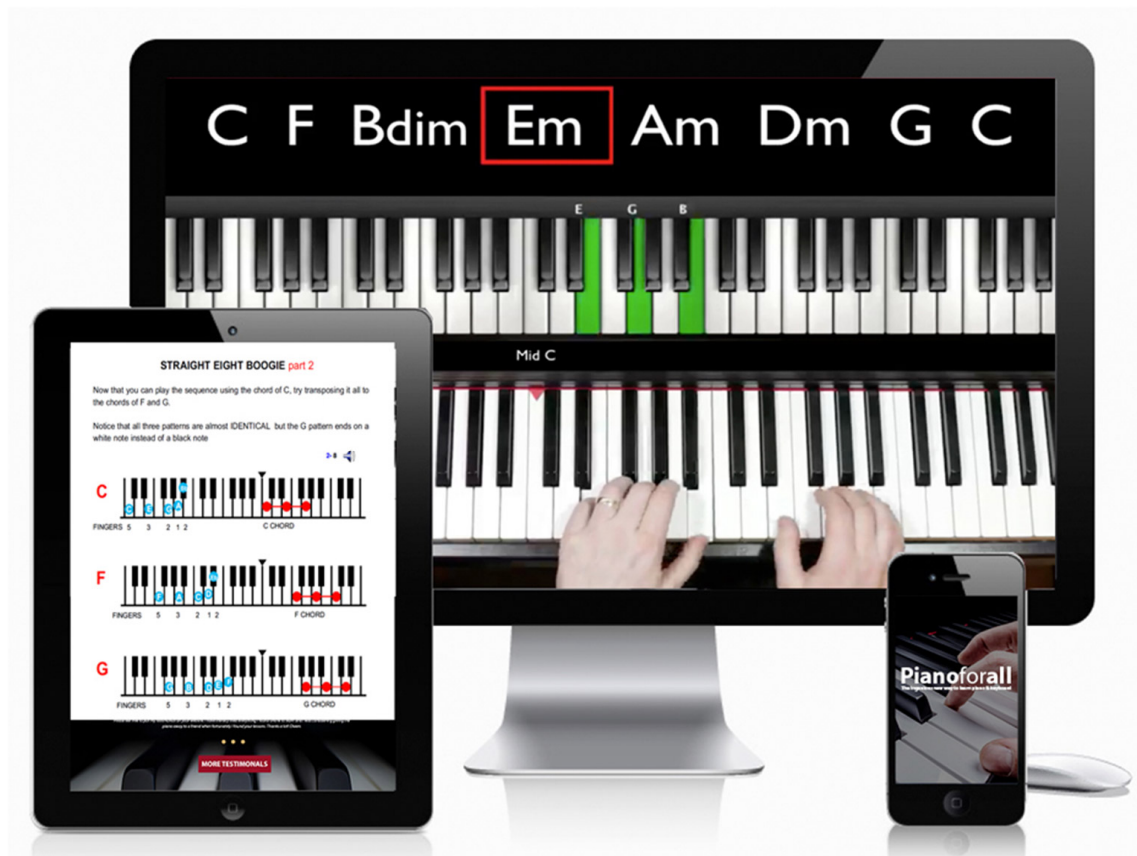 C F Bdim Em Am Dm G C
E G B
Mid C
STRAIGHT EIGHT BOOGIE part 2
Now that you can play the sequence using the chord of C, try transposing it all to
the chords of F and G.
Notice that all three patterns are almost IDENTICAL but the G pattern ends on a
white note instead of a black note
C
FINGERS 5 3 2 1 2
C CHORD
F
FINGERS 5 3 2 1 2
F CHORD
G
FINGERS 5 3 2 1 2
G CHORD
MORE TESTIMONALS
Pianoforall